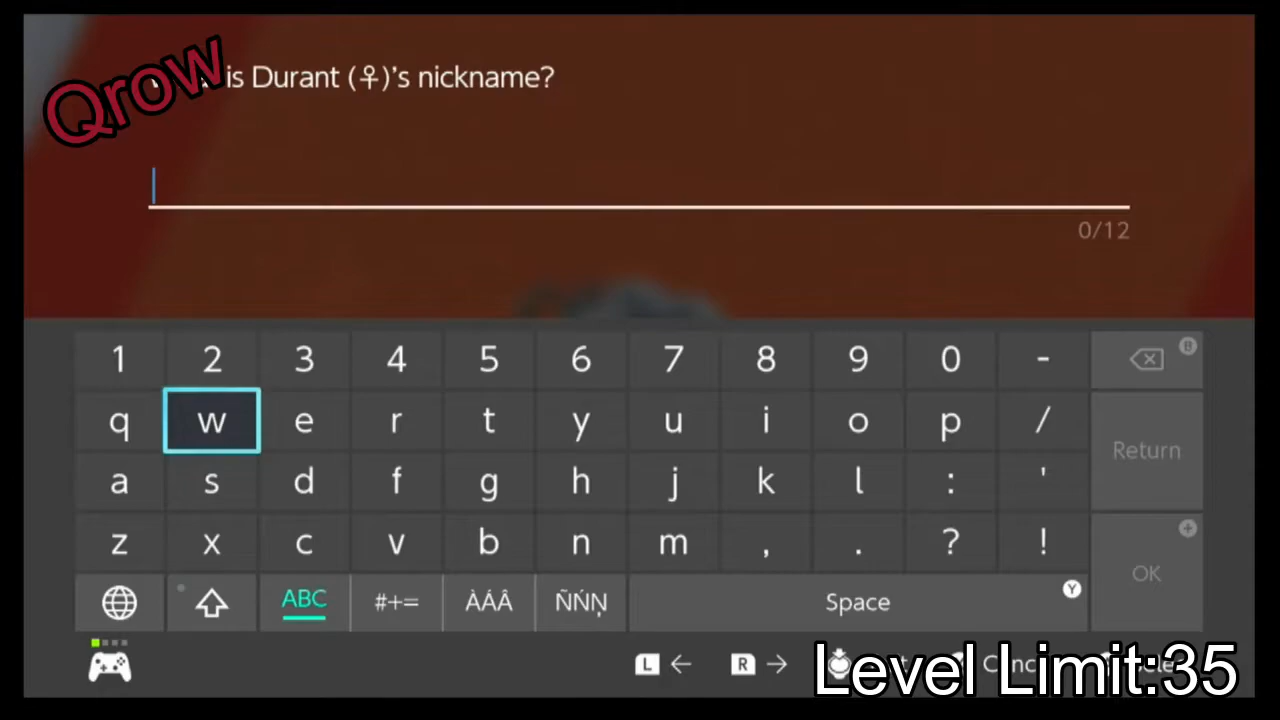 Qrow
is Durant (♀)'s nickname?
0/12
1 2 3 4 5 6 7 8 9 0 -
q w e r t y u i o p /
Return
a s d f g h j k l : '
z x c v b n m , . ? !
OK
ABC #+= ÀÁÂ ÑŃŅ Space Y
L ← R →
Level Limit:35